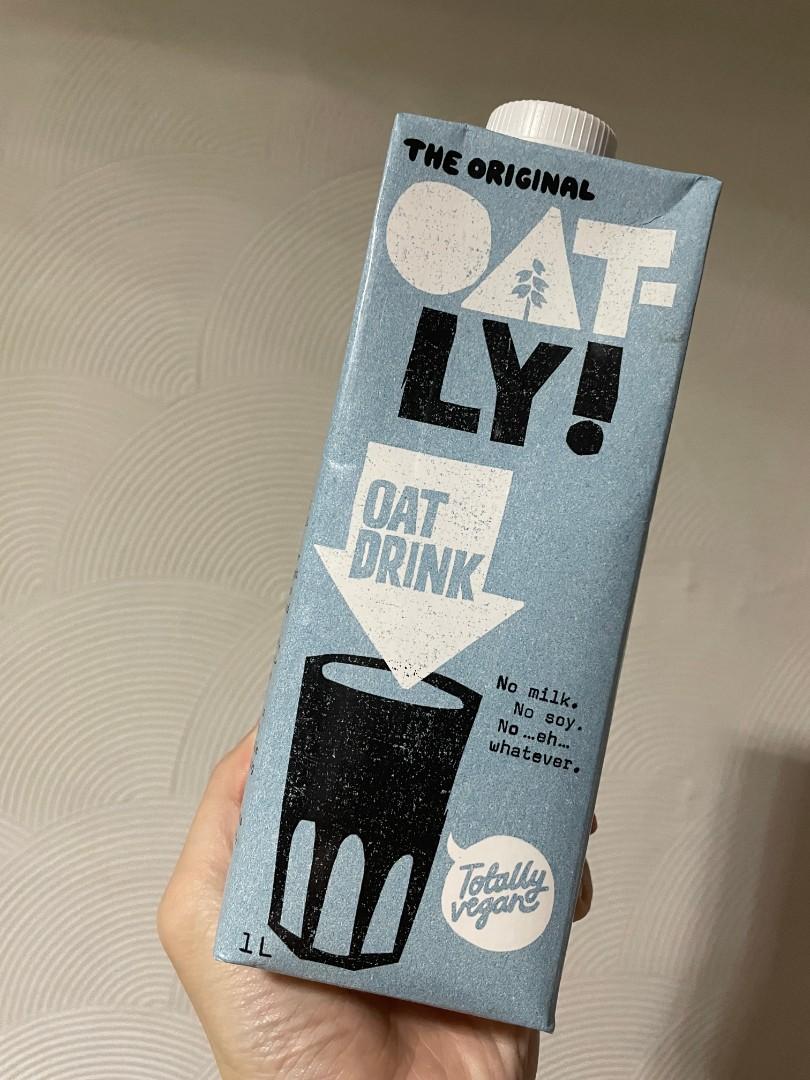 THE ORIGINAL
OAT-
LY!
OAT
DRINK
No milk.
No soy.
No ...eh...
whatever.
Totally
vegan
1L